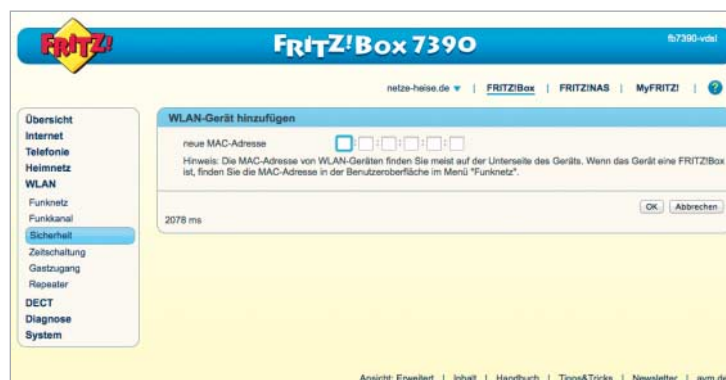 FRITZ!
FRITZ!Box 7390
fb7390-vdsl
netze-heise.de | FRITZ!Box | FRITZ!NAS | MyFRITZ! | ?
Übersicht
Internet
Telefonie
Heimnetz
WLAN
Funknetz
Funkkanal
Sicherheit
Zeitschaltung
Gastzugang
Repeater
DECT
Diagnose
System
WLAN-Gerät hinzufügen
neue MAC-Adresse : : : : :
Hinweis: Die MAC-Adresse von WLAN-Geräten finden Sie meist auf der Unterseite des Geräts. Wenn das Gerät eine FRITZ!Box
ist, finden Sie die MAC-Adresse in der Benutzeroberfläche im Menü "Funknetz".
OK Abbrechen
2078 ms
Ansicht: Erweitert | Inhalt | Handbuch | Tipps&Tricks | Newsletter | avm.de